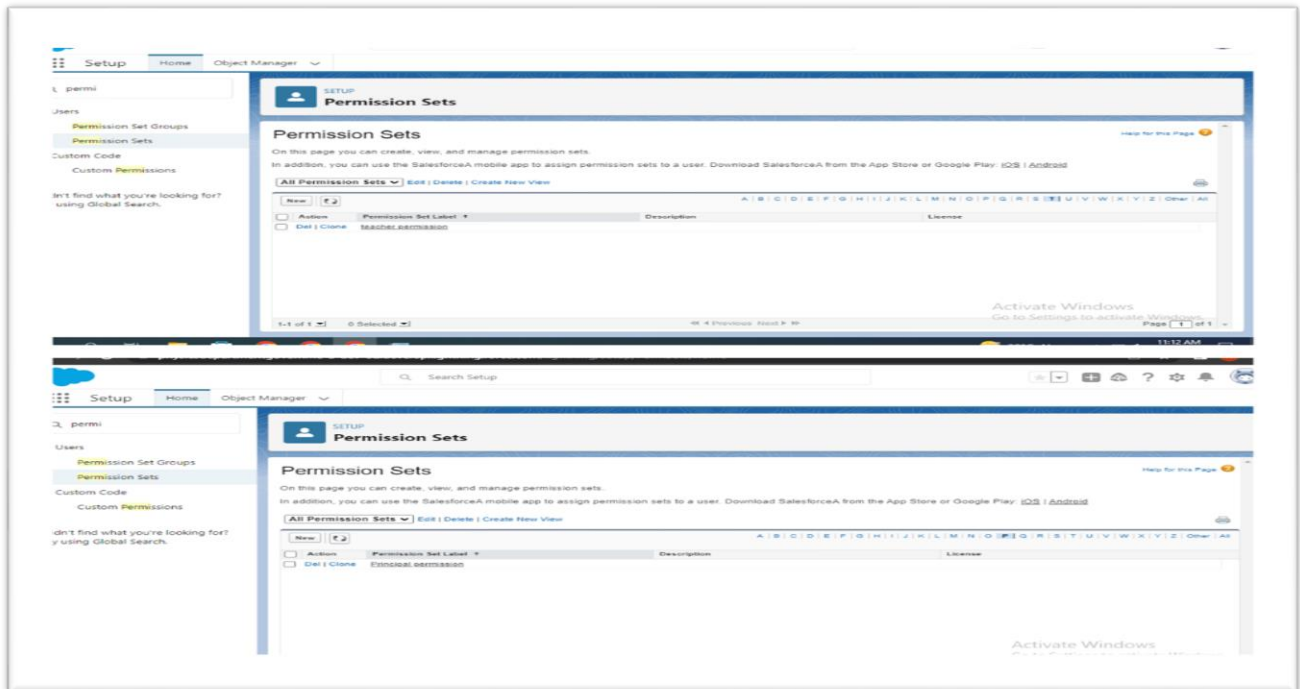 Setup Home Object Manager
permi
Users
SETUP
Permission Sets
Permission Set Groups
Permission Sets
Custom Code
Custom Permissions
dn't find what you're looking for?
using Global Search.
Permission Sets
Help for this Page
On this page you can create, view, and manage permission sets.
In addition, you can use the SalesforceA mobile app to assign permission sets to a user. Download SalesforceA from the App Store or Google Play: iOS | Android
All Permission Sets Edit | Delete | Create New View
New A | B | C | D | E | F | G | H | I | J | K | L | M | N | O | P | Q | R | S | T | U | V | W | X | Y | Z | Other | All
Action Permission Set Label Description License
Del | Clone teacher permission
Activate Windows
Go to Settings to activate Windows.
1-1 of 1 0 Selected Previous Next Page 1 of 1
11:12 AM
Search Setup
Setup Home Object Manager
permi
Users
SETUP
Permission Sets
Permission Set Groups
Permission Sets
Custom Code
Custom Permissions
dn't find what you're looking for?
y using Global Search.
Permission Sets
Help for this Page
On this page you can create, view, and manage permission sets.
In addition, you can use the SalesforceA mobile app to assign permission sets to a user. Download SalesforceA from the App Store or Google Play: iOS | Android
All Permission Sets Edit | Delete | Create New View
New A | B | C | D | E | F | G | H | I | J | K | L | M | N | O | P | Q | R | S | T | U | V | W | X | Y | Z | Other | All
Action Permission Set Label Description License
Del | Clone Principal permission
Activate Windows